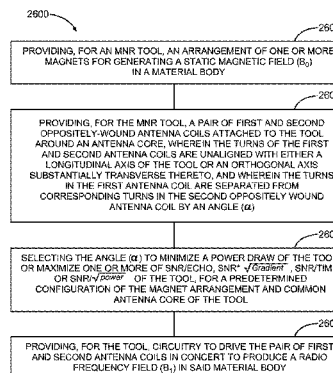 2600
260
PROVIDING, FOR AN MNR TOOL, AN ARRANGEMENT OF ONE OR MORE
MAGNETS FOR GENERATING A STATIC MAGNETIC FIELD (B0)
IN A MATERIAL BODY
260
PROVIDING, FOR THE MNR TOOL, A PAIR OF FIRST AND SECOND
OPPOSITELY-WOUND ANTENNA COILS ATTACHED TO THE TOOL
AROUND AN ANTENNA CORE, WHEREIN THE TURNS OF THE FIRST
AND SECOND ANTENNA COILS ARE UNALIGNED WITH EITHER A
LONGITUDINAL AXIS OF THE TOOL OR AN ORTHOGONAL AXIS
SUBSTANTIALLY TRANSVERSE THERETO, AND WHEREIN THE TURNS
IN THE FIRST ANTENNA COIL ARE SEPARATED FROM
CORRESPONDING TURNS IN THE SECOND OPPOSITELY WOUND
ANTENNA COIL BY AN ANGLE (α)
260
SELECTING THE ANGLE (α) TO MINIMIZE A POWER DRAW OF THE TOO
OR MAXIMIZE ONE OR MORE OF SNR/ECHO, SNR* √Gradient, SNR/TIM
OR SNR/√power OF THE TOOL, FOR A PREDETERMINED
CONFIGURATION OF THE MAGNET ARRANGEMENT AND COMMON
ANTENNA CORE OF THE TOOL
260
PROVIDING, FOR THE TOOL, CIRCUITRY TO DRIVE THE PAIR OF FIRST
AND SECOND ANTENNA COILS IN CONCERT TO PRODUCE A RADIO
FREQUENCY FIELD (B1) IN SAID MATERIAL BODY